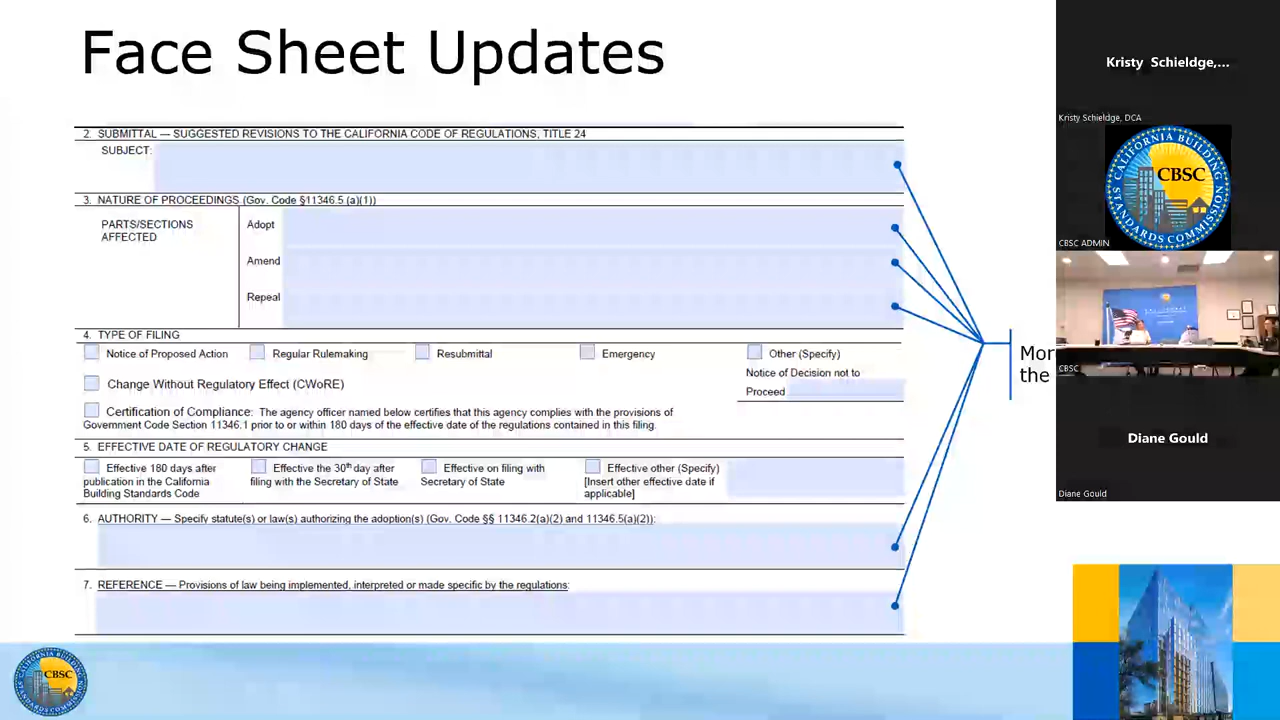 Face Sheet Updates
2. SUBMITTAL — SUGGESTED REVISIONS TO THE CALIFORNIA CODE OF REGULATIONS, TITLE 24
SUBJECT:
3. NATURE OF PROCEEDINGS (Gov. Code §11346.5 (a)(1))
PARTS/SECTIONS
AFFECTED
Adopt
Amend
Repeal
4. TYPE OF FILING
Notice of Proposed Action
Regular Rulemaking
Resubmittal
Emergency
Other (Specify)
Notice of Decision not to
Proceed
Change Without Regulatory Effect (CWoRE)
Certification of Compliance: The agency officer named below certifies that this agency complies with the provisions of
Government Code Section 11346.1 prior to or within 180 days of the effective date of the regulations contained in this filing.
5. EFFECTIVE DATE OF REGULATORY CHANGE
Effective 180 days after
publication in the California
Building Standards Code
Effective the 30th day after
filing with the Secretary of State
Effective on filing with
Secretary of State
Effective other (Specify)
[Insert other effective date if
applicable]
6. AUTHORITY — Specify statute(s) or law(s) authorizing the adoption(s) (Gov. Code §§ 11346.2(a)(2) and 11346.5(a)(2)):
7. REFERENCE — Provisions of law being implemented, interpreted or made specific by the regulations:
the
Kristy Schieldge,...
Kristy Schieldge, DCA
CALIFORNIA BUILDING STANDARDS COMMISSION
CBSC
CBSC ADMIN
CBSC
Diane Gould
Diane Gould
CBSC